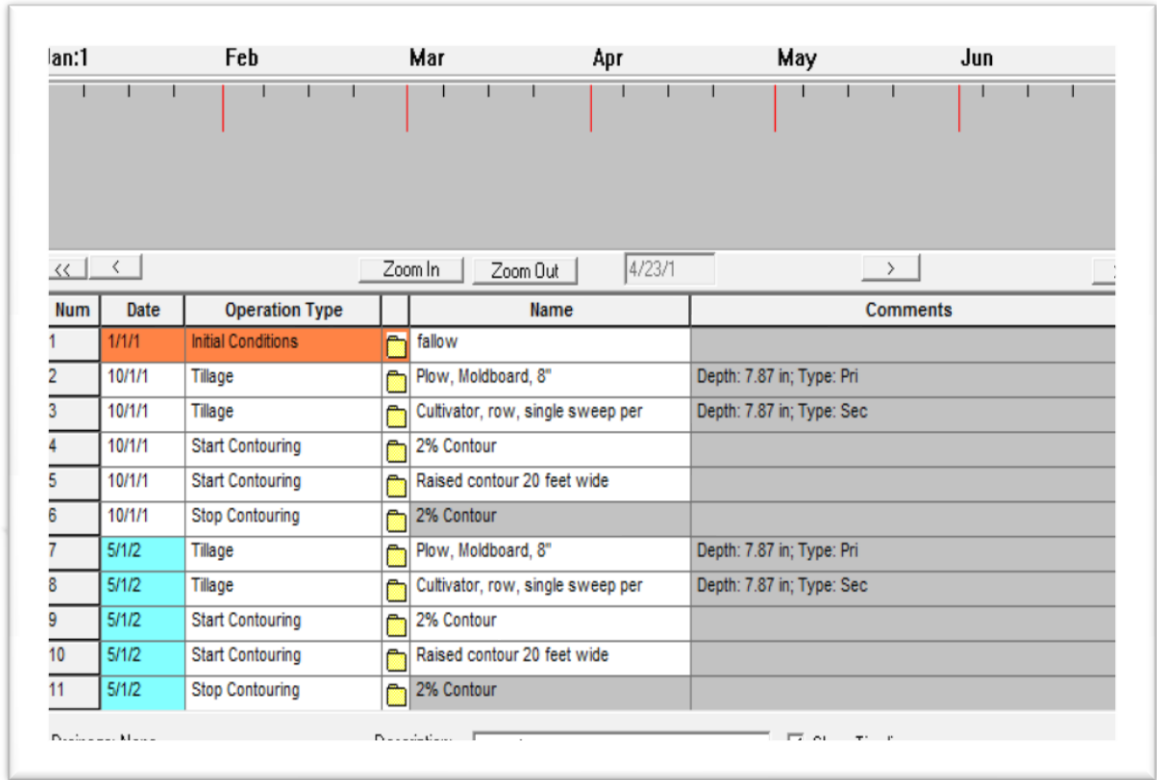 Jan:1 Feb Mar Apr May Jun
<< < Zoom In Zoom Out 4/23/1 >
Num Date Operation Type Name Comments
1 1/1/1 Initial Conditions fallow
2 10/1/1 Tillage Plow, Moldboard, 8" Depth: 7.87 in; Type: Pri
3 10/1/1 Tillage Cultivator, row, single sweep per Depth: 7.87 in; Type: Sec
4 10/1/1 Start Contouring 2% Contour
5 10/1/1 Start Contouring Raised contour 20 feet wide
6 10/1/1 Stop Contouring 2% Contour
7 5/1/2 Tillage Plow, Moldboard, 8" Depth: 7.87 in; Type: Pri
8 5/1/2 Tillage Cultivator, row, single sweep per Depth: 7.87 in; Type: Sec
9 5/1/2 Start Contouring 2% Contour
10 5/1/2 Start Contouring Raised contour 20 feet wide
11 5/1/2 Stop Contouring 2% Contour